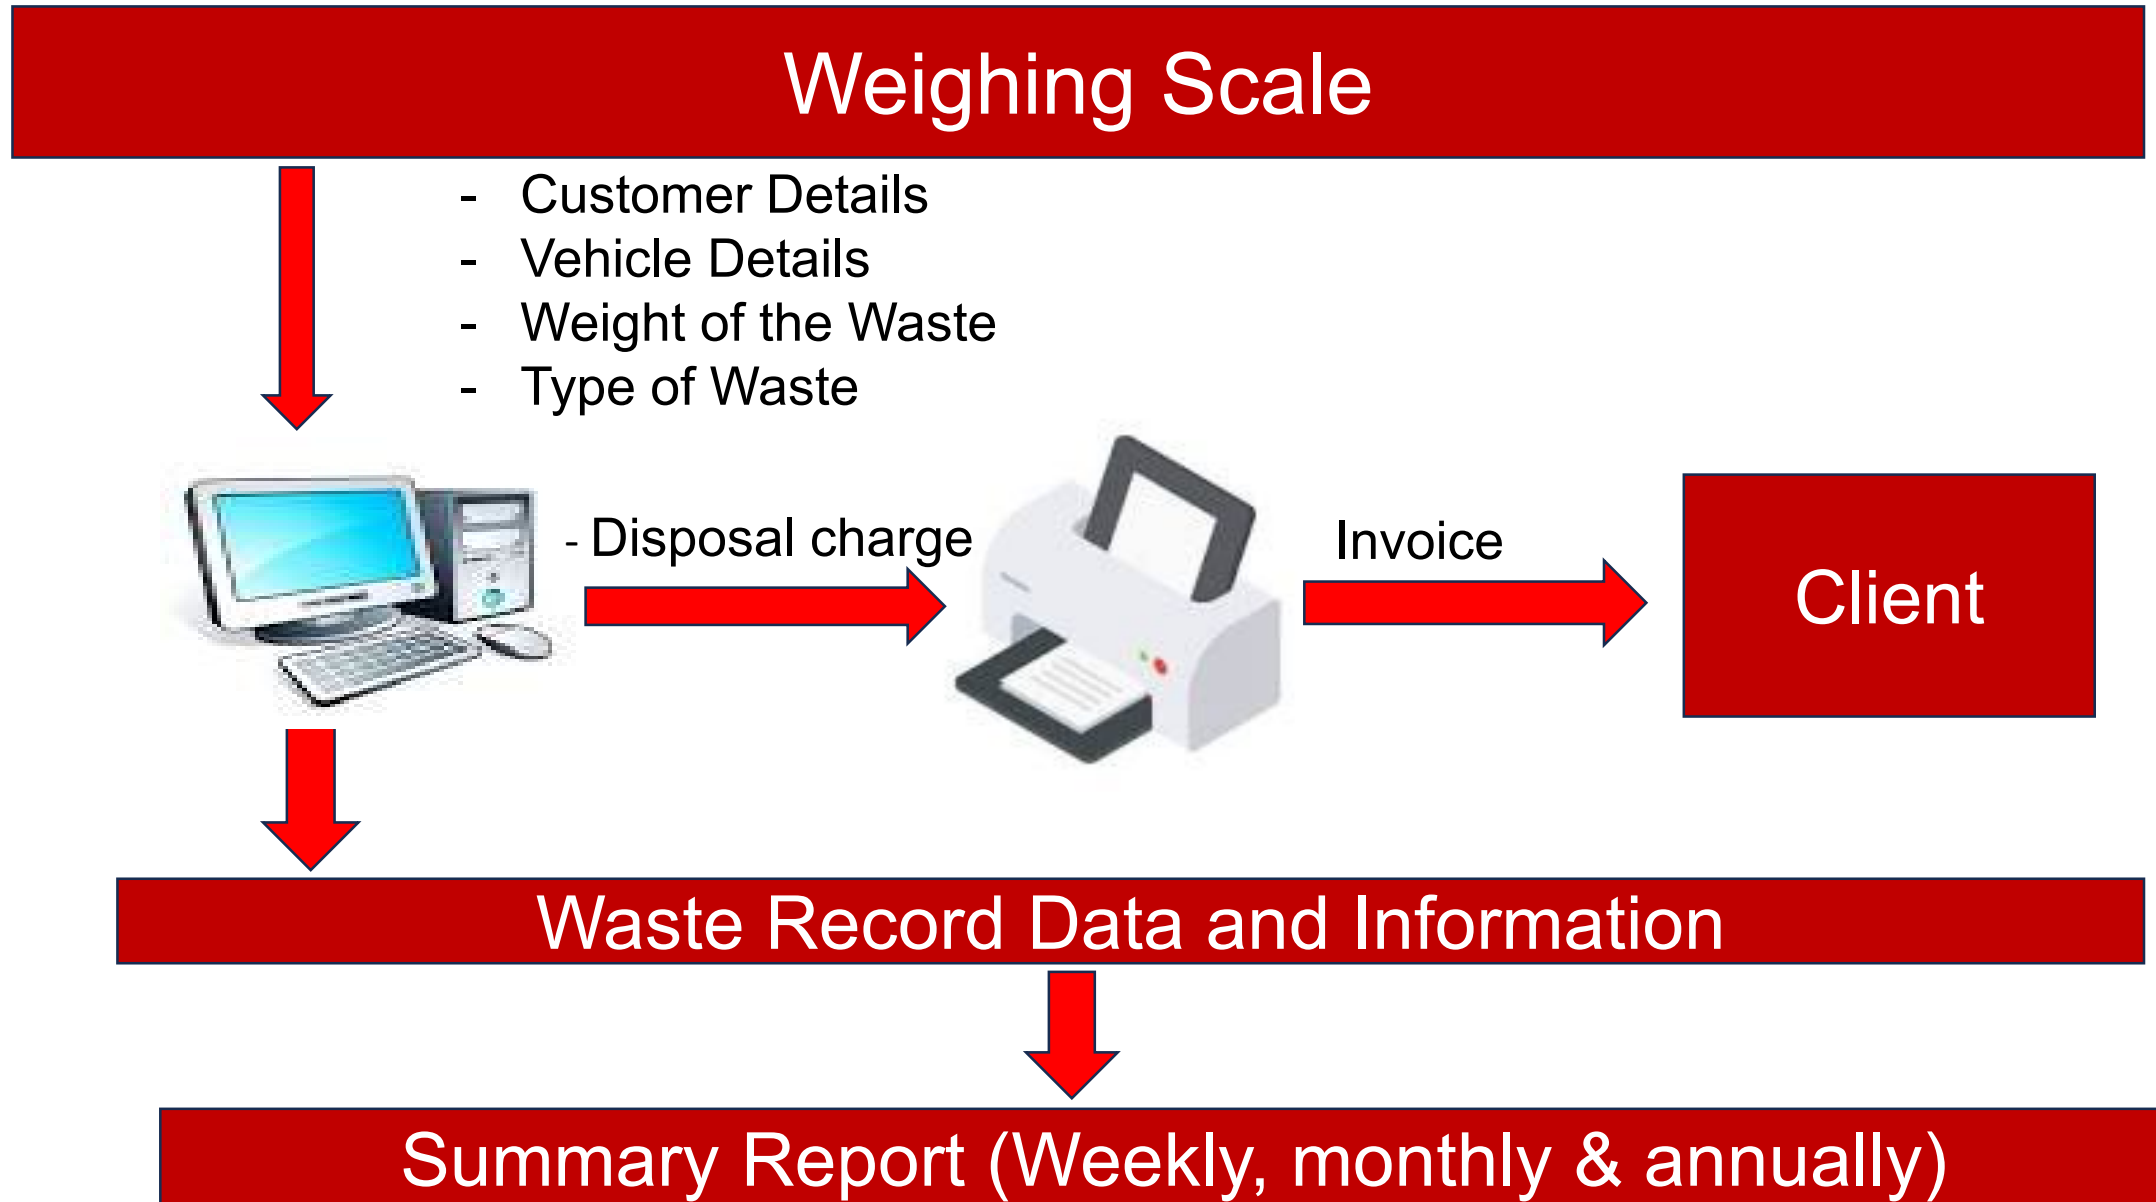 Weighing Scale
- Customer Details
- Vehicle Details
- Weight of the Waste
- Type of Waste
- Disposal charge
Invoice
Client
Waste Record Data and Information
Summary Report (Weekly, monthly & annually)